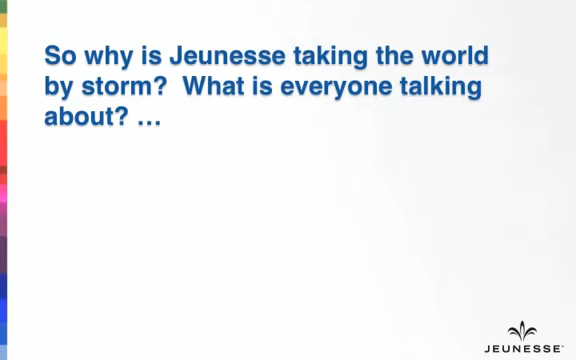 So why is Jeunesse taking the world
by storm?  What is everyone talking
about? …
JEUNESSE